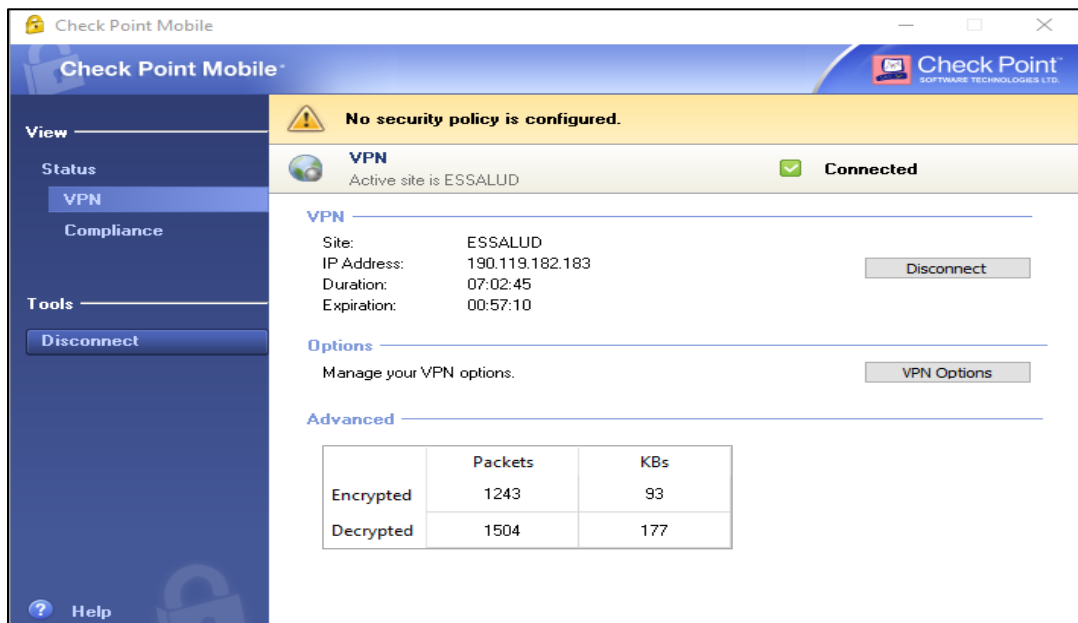 Check Point Mobile
Check Point Mobile
Check Point
SOFTWARE TECHNOLOGIES LTD.
View
Status
VPN
Compliance
Tools
Disconnect
Help
No security policy is configured.
VPN
Active site is ESSALUD
Connected
VPN
Site: ESSALUD
IP Address: 190.119.182.183
Duration: 07:02:45
Expiration: 00:57:10
Disconnect
Options
Manage your VPN options.
VPN Options
Advanced
Packets KBs
Encrypted 1243 93
Decrypted 1504 177